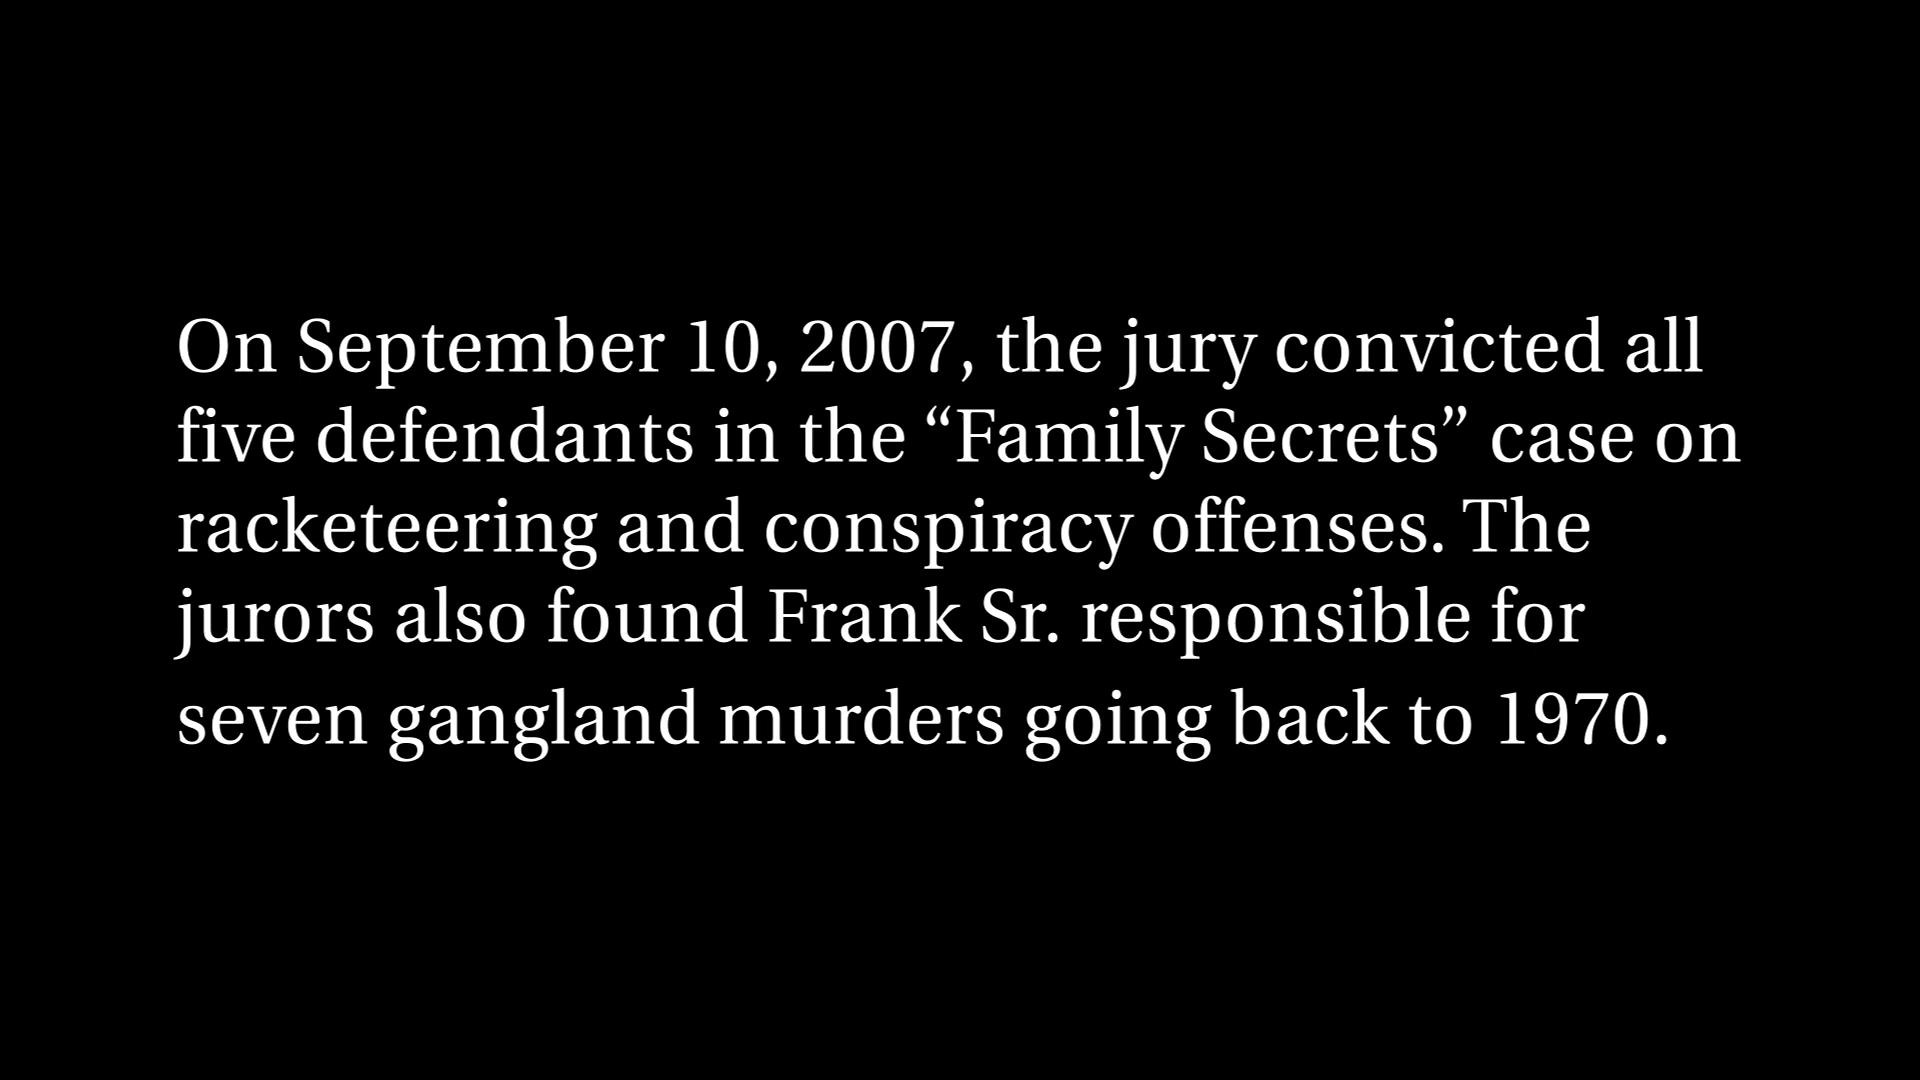 On September 10, 2007, the jury convicted all
five defendants in the “Family Secrets” case on
racketeering and conspiracy offenses. The
jurors also found Frank Sr. responsible for
seven gangland murders going back to 1970.